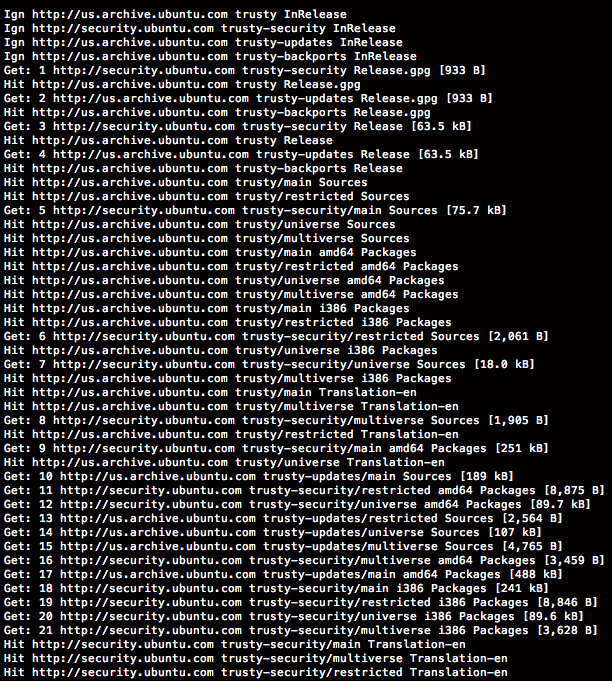 Ign http://us.archive.ubuntu.com trusty InRelease
Ign http://security.ubuntu.com trusty-security InRelease
Ign http://us.archive.ubuntu.com trusty-updates InRelease
Ign http://us.archive.ubuntu.com trusty-backports InRelease
Get: 1 http://security.ubuntu.com trusty-security Release.gpg [933 B]
Hit http://us.archive.ubuntu.com trusty Release.gpg
Get: 2 http://us.archive.ubuntu.com trusty-updates Release.gpg [933 B]
Hit http://us.archive.ubuntu.com trusty-backports Release.gpg
Get: 3 http://security.ubuntu.com trusty-security Release [63.5 kB]
Hit http://us.archive.ubuntu.com trusty Release
Get: 4 http://us.archive.ubuntu.com trusty-updates Release [63.5 kB]
Hit http://us.archive.ubuntu.com trusty-backports Release
Hit http://us.archive.ubuntu.com trusty/main Sources
Hit http://us.archive.ubuntu.com trusty/restricted Sources
Get: 5 http://security.ubuntu.com trusty-security/main Sources [75.7 kB]
Hit http://us.archive.ubuntu.com trusty/universe Sources
Hit http://us.archive.ubuntu.com trusty/multiverse Sources
Hit http://us.archive.ubuntu.com trusty/main amd64 Packages
Hit http://us.archive.ubuntu.com trusty/restricted amd64 Packages
Hit http://us.archive.ubuntu.com trusty/universe amd64 Packages
Hit http://us.archive.ubuntu.com trusty/multiverse amd64 Packages
Hit http://us.archive.ubuntu.com trusty/main i386 Packages
Hit http://us.archive.ubuntu.com trusty/restricted i386 Packages
Get: 6 http://security.ubuntu.com trusty-security/restricted Sources [2,061 B]
Hit http://us.archive.ubuntu.com trusty/universe i386 Packages
Get: 7 http://security.ubuntu.com trusty-security/universe Sources [18.0 kB]
Hit http://us.archive.ubuntu.com trusty/multiverse i386 Packages
Hit http://us.archive.ubuntu.com trusty/main Translation-en
Hit http://us.archive.ubuntu.com trusty/multiverse Translation-en
Get: 8 http://security.ubuntu.com trusty-security/multiverse Sources [1,905 B]
Hit http://us.archive.ubuntu.com trusty/restricted Translation-en
Get: 9 http://security.ubuntu.com trusty-security/main amd64 Packages [251 kB]
Hit http://us.archive.ubuntu.com trusty/universe Translation-en
Get: 10 http://us.archive.ubuntu.com trusty-updates/main Sources [189 kB]
Get: 11 http://security.ubuntu.com trusty-security/restricted amd64 Packages [8,875 B]
Get: 12 http://security.ubuntu.com trusty-security/universe amd64 Packages [89.7 kB]
Get: 13 http://us.archive.ubuntu.com trusty-updates/restricted Sources [2,564 B]
Get: 14 http://us.archive.ubuntu.com trusty-updates/universe Sources [107 kB]
Get: 15 http://us.archive.ubuntu.com trusty-updates/multiverse Sources [4,765 B]
Get: 16 http://security.ubuntu.com trusty-security/multiverse amd64 Packages [3,459 B]
Get: 17 http://us.archive.ubuntu.com trusty-updates/main amd64 Packages [488 kB]
Get: 18 http://security.ubuntu.com trusty-security/main i386 Packages [241 kB]
Get: 19 http://security.ubuntu.com trusty-security/restricted i386 Packages [8,846 B]
Get: 20 http://security.ubuntu.com trusty-security/universe i386 Packages [89.6 kB]
Get: 21 http://security.ubuntu.com trusty-security/multiverse i386 Packages [3,628 B]
Hit http://security.ubuntu.com trusty-security/main Translation-en
Hit http://security.ubuntu.com trusty-security/multiverse Translation-en
Hit http://security.ubuntu.com trusty-security/restricted Translation-en